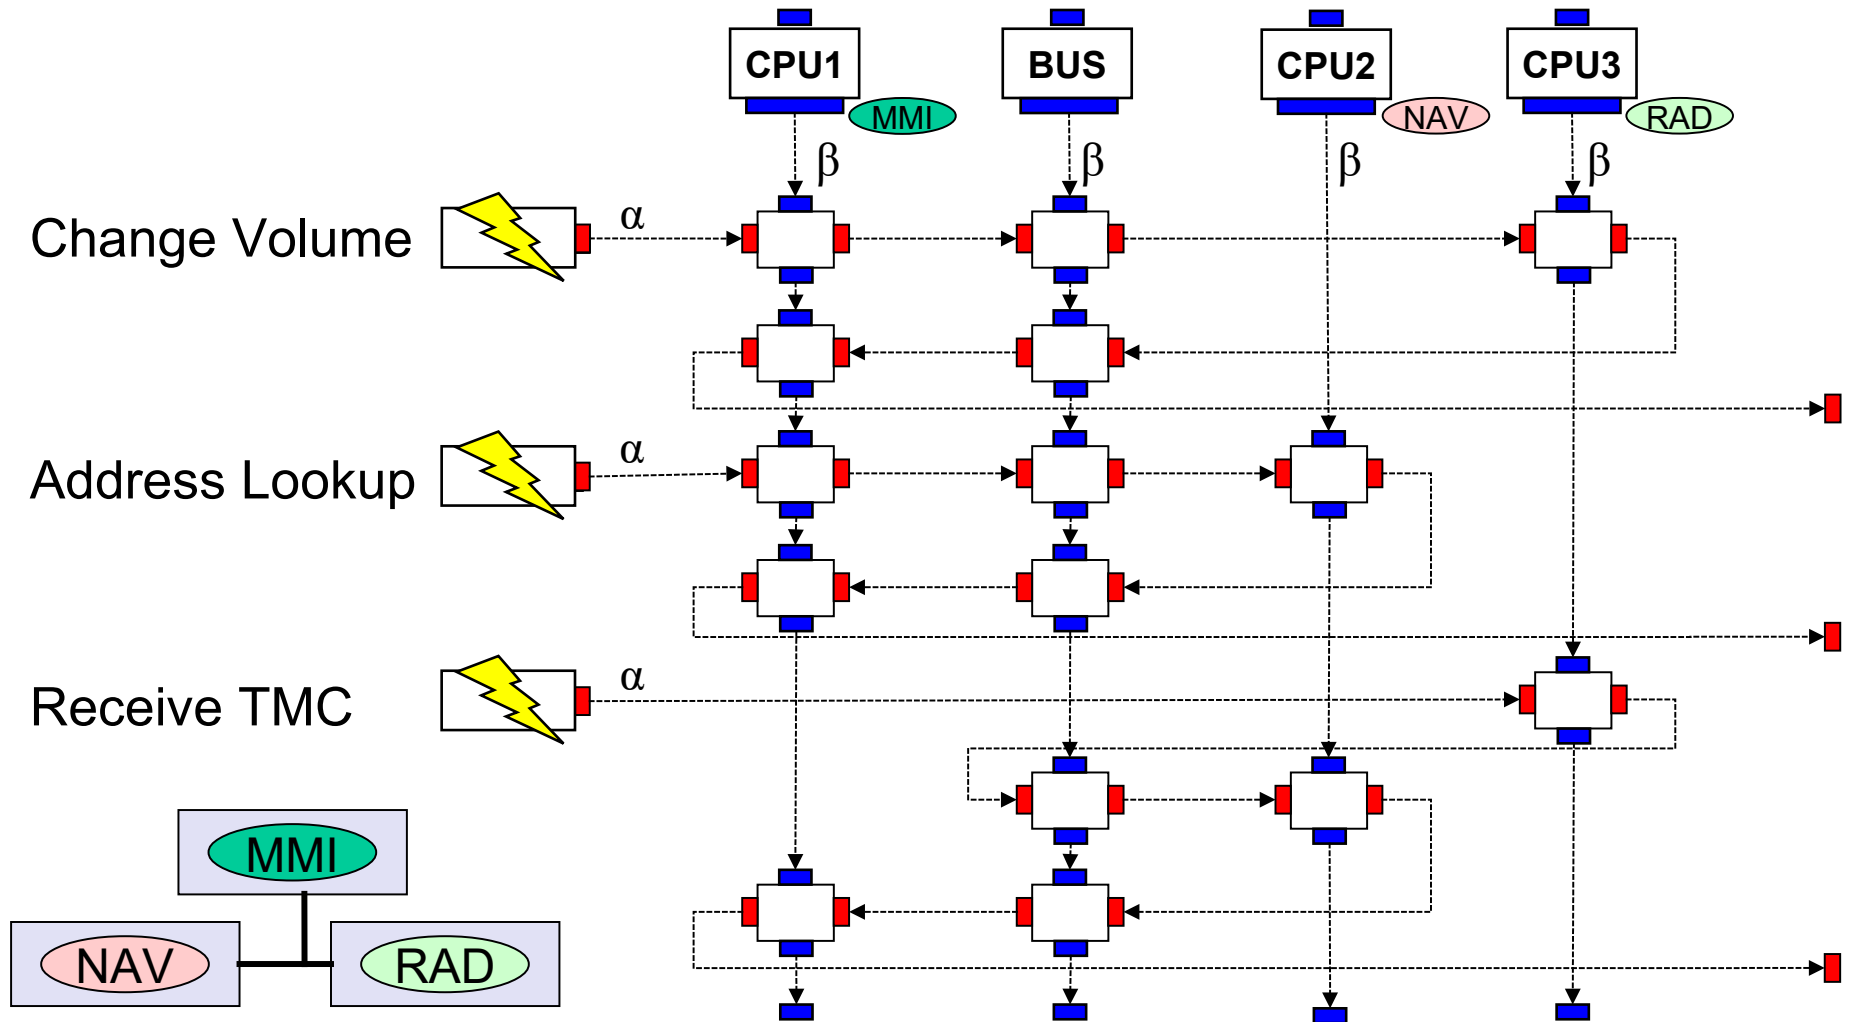 CPU1
BUS
CPU2
CPU3
MMI
NAV
RAD
β
β
β
β
Change Volume
α
Address Lookup
α
Receive TMC
α
MMI
NAV
RAD